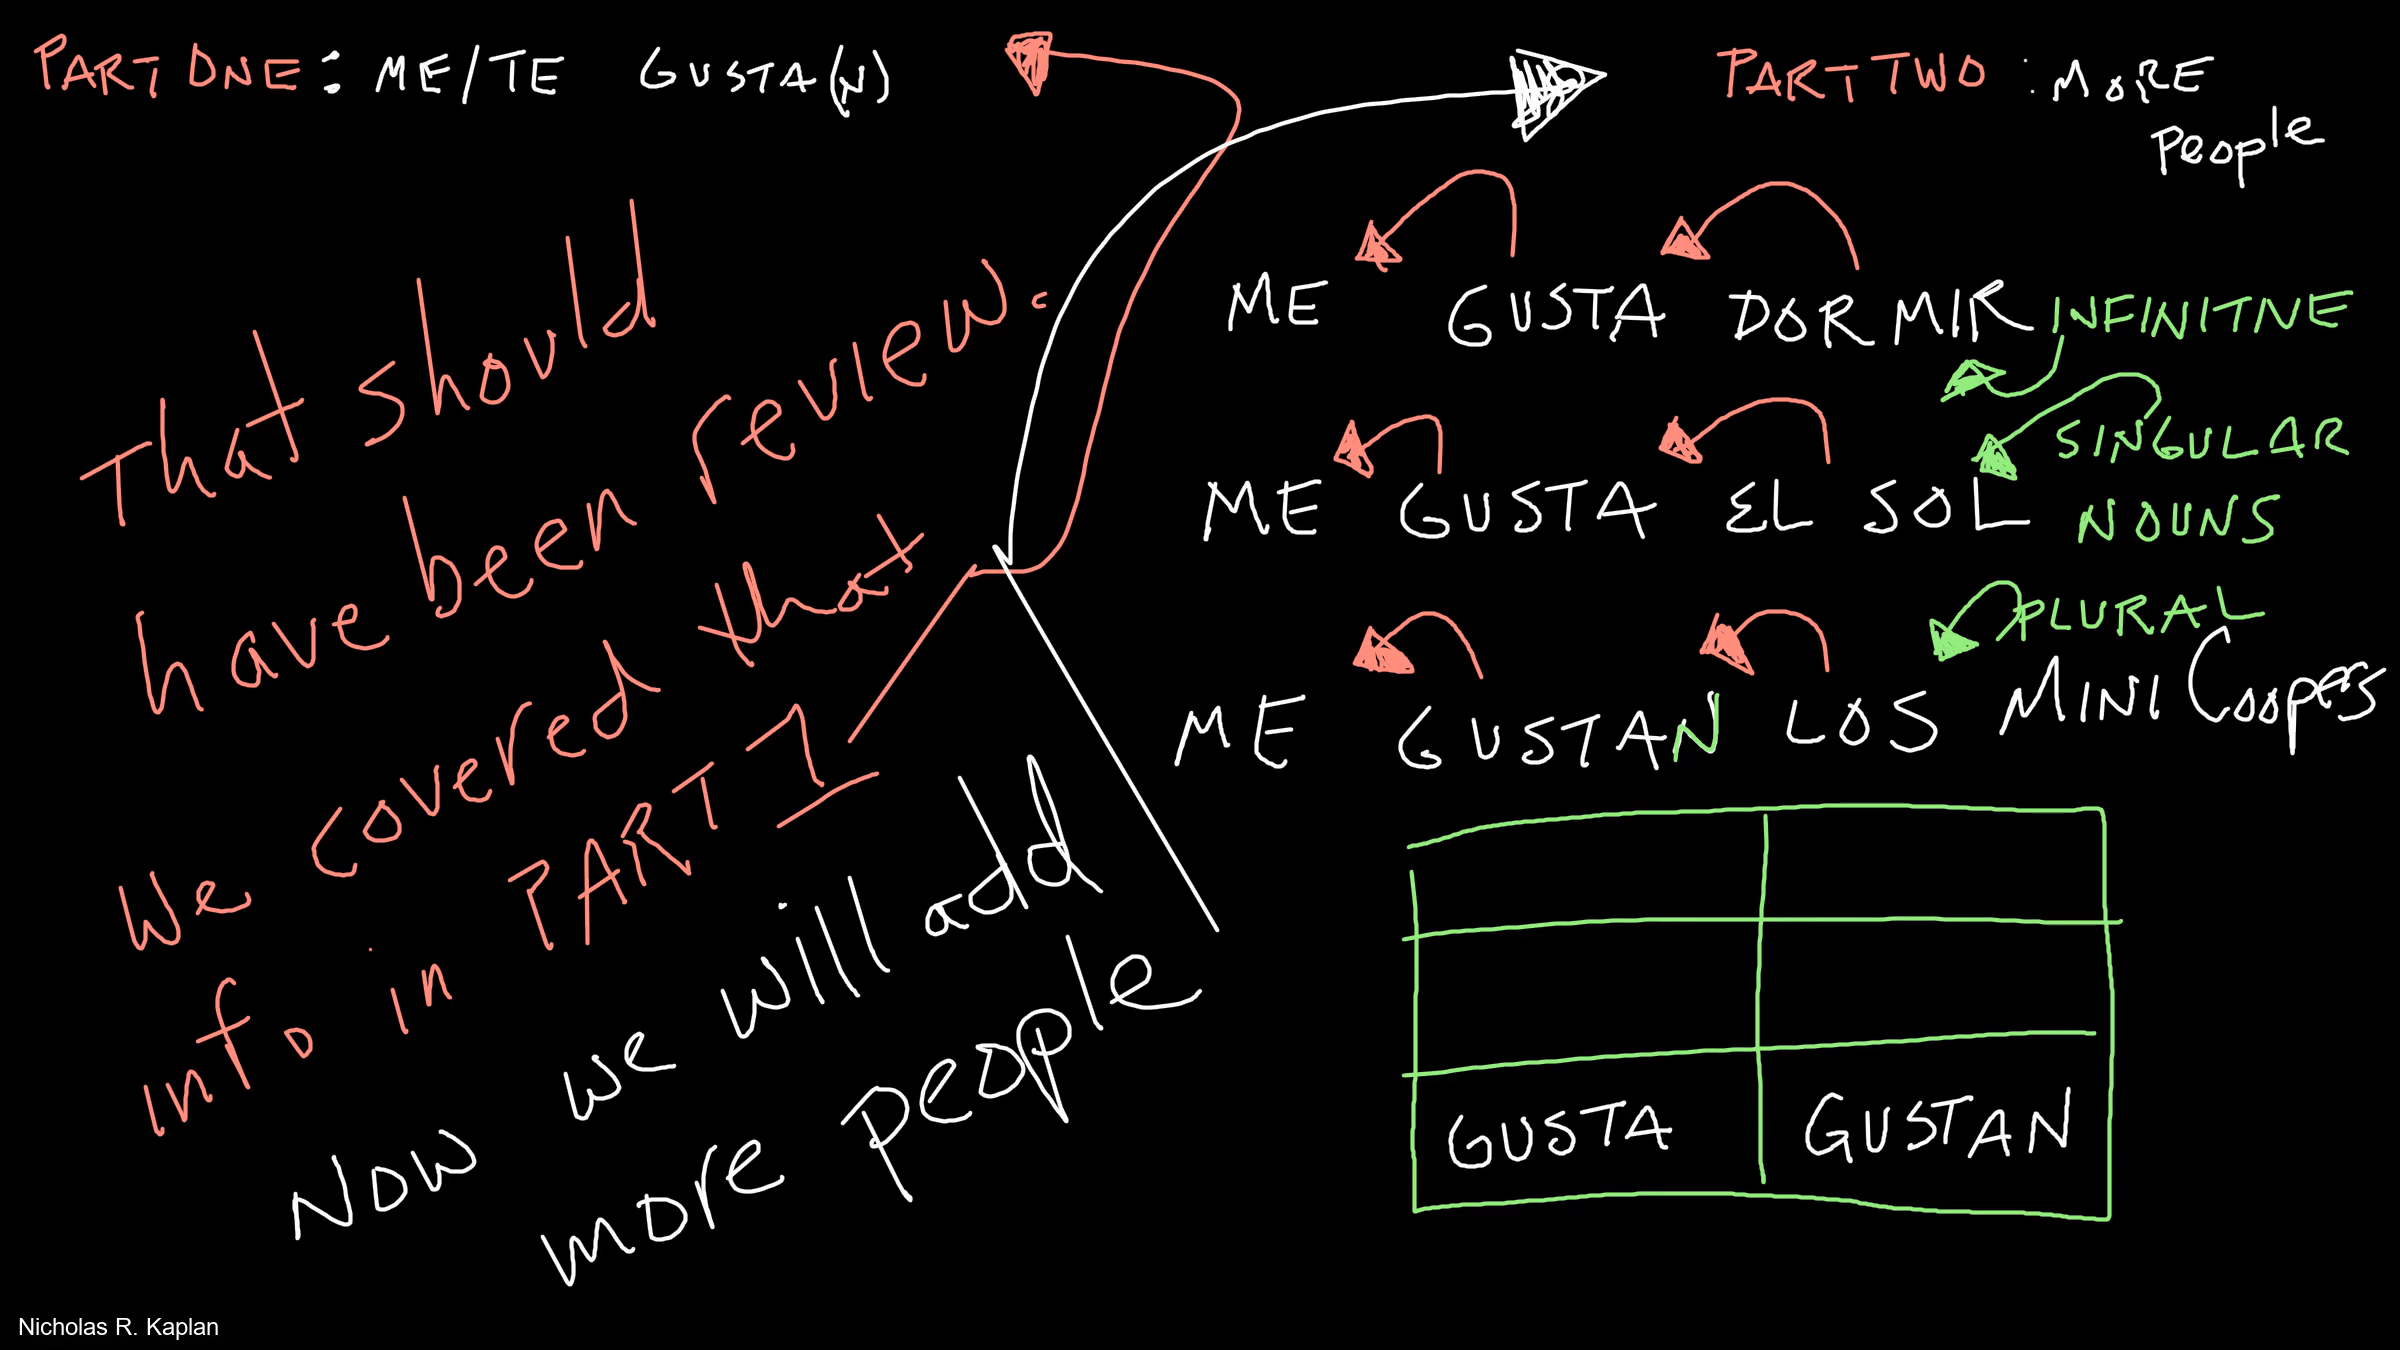 PART ONE: ME/TE GUSTA(N)
PART TWO: MORE
People
That should
have been review.
We covered that
info in PART 1
Now we will add
more people
ME GUSTA DORMIR INFINITIVE
SINGULAR
ME GUSTA EL SOL NOUNS
PLURAL
ME GUSTAN LOS MINI Coopers
GUSTA GUSTAN
Nicholas R. Kaplan